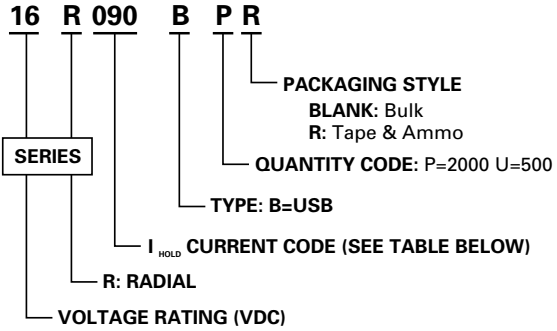 16 R 090 B P R
PACKAGING STYLE
BLANK: Bulk
R: Tape & Ammo
SERIES
QUANTITY CODE: P=2000 U=500
TYPE: B=USB
I HOLD CURRENT CODE (SEE TABLE BELOW)
R: RADIAL
VOLTAGE RATING (VDC)